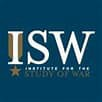 ISW
INSTITUTE FOR THE
STUDY OF WAR